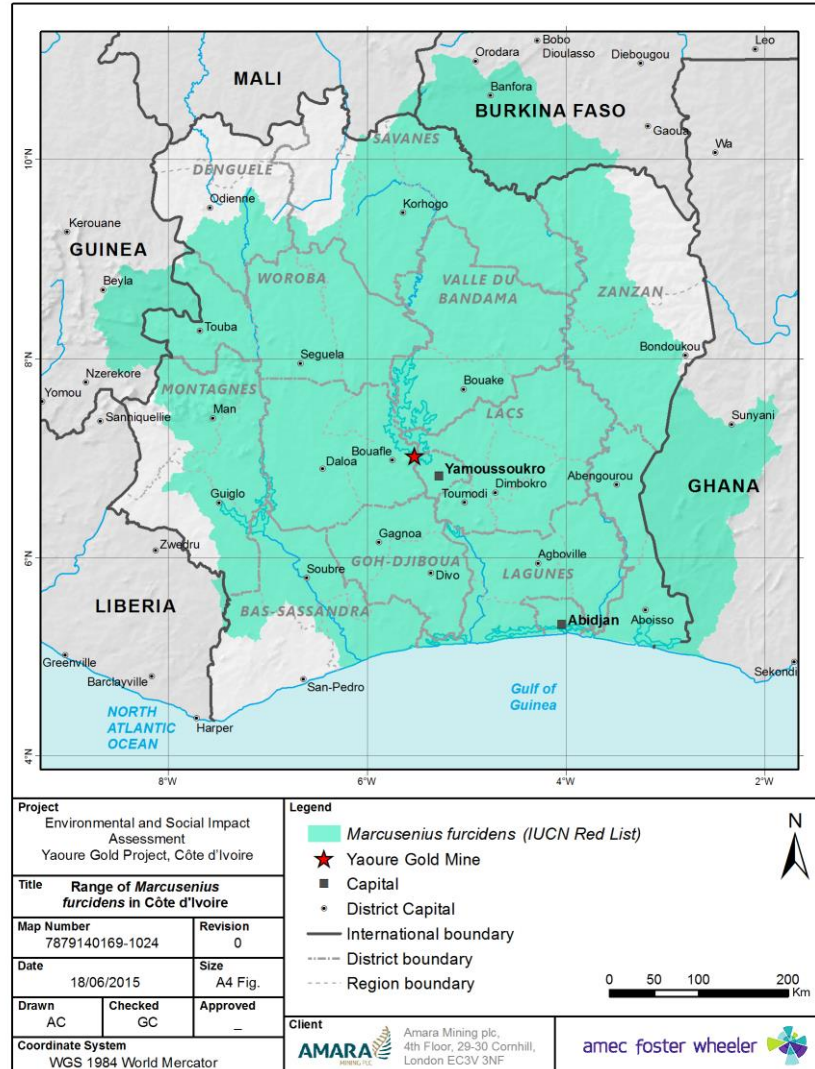 Leo
Bobo
Dioulasso
Orodara
Diebougou
MALI
Banfora
BURKINA FASO
Gaoua
SAVANES
Wa
10°N
10°N
DENGUELE
Odienne
Korhogo
Kerouane
GUINEA
Beyla
WOROBA
VALLE DU
BANDAMA
ZANZAN
Touba
Bondoukou
8°N
8°N
Seguela
Nzerekore
MONTAGNES
Bouake
Yomou
Sanniquellie
Man
LACS
Sunyani
Bouafle
Daloa
Yamoussoukro
Abengourou
GHANA
Dimbokro
Guiglo
Toumodi
Gagnoa
6°N
6°N
Zwedru
Soubre
GOH-DJIBOUA
Agboville
Divo
LAGUNES
LIBERIA
BAS-SASSANDRA
Abidjan
Aboisso
Greenville
Barclayville
San-Pedro
Sekondi
Gulf of
Guinea
NORTH
ATLANTIC
OCEAN
Harper
4°N
4°N
8°W
6°W
4°W
2°W
Project
Environmental and Social Impact
Assessment
Yaoure Gold Project, Côte d'Ivoire
Title Range of Marcusenius
furcidens in Côte d'Ivoire
Map Number
7879140169-1024
Revision
0
Date
18/06/2015
Size
A4 Fig.
Drawn
AC
Checked
GC
Approved
_
Coordinate System
WGS 1984 World Mercator
Legend
Marcusenius furcidens (IUCN Red List)
Yaoure Gold Mine
Capital
District Capital
International boundary
District boundary
Region boundary
N
0 50 100 200
Km
Client
AMARA
MINING PLC
Amara Mining plc,
4th Floor, 29-30 Cornhill,
London EC3V 3NF
amec foster wheeler